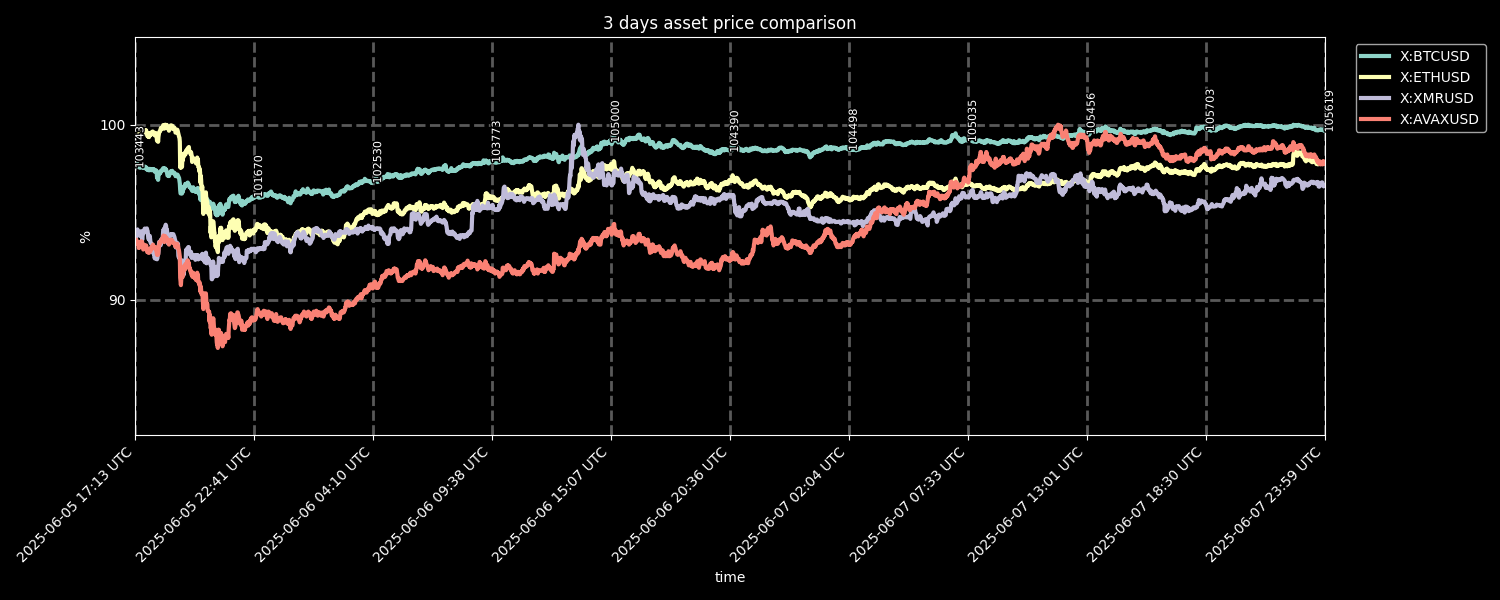 3 days asset price comparison
X:BTCUSD
X:ETHUSD
X:XMRUSD
X:AVAXUSD
%
100
90
101670
102530
103773
105000
104390
104498
105035
105456
105703
105619
2025-06-05 17:13 UTC
2025-06-05 22:41 UTC
2025-06-06 04:10 UTC
2025-06-06 09:38 UTC
2025-06-06 15:07 UTC
2025-06-06 20:36 UTC
2025-06-07 02:04 UTC
2025-06-07 07:33 UTC
2025-06-07 13:01 UTC
2025-06-07 18:30 UTC
2025-06-07 23:59 UTC
time